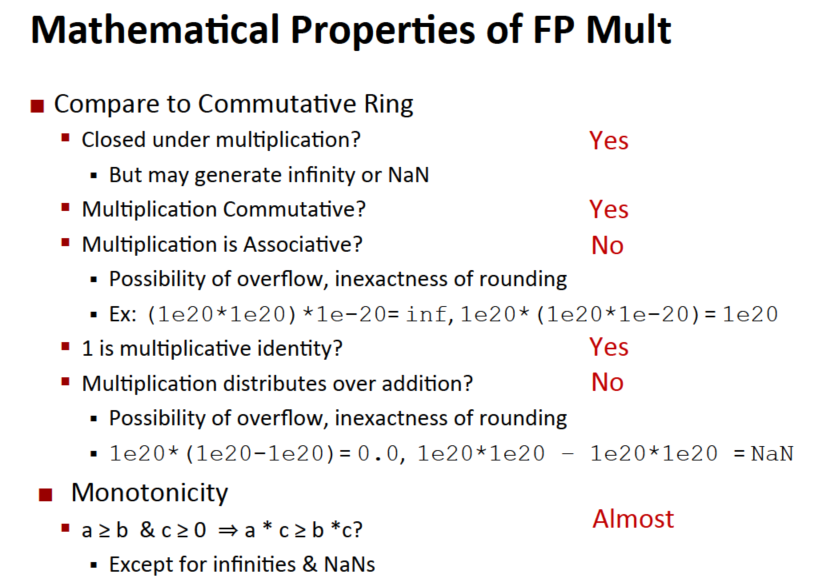 Mathematical Properties of FP Mult
Compare to Commutative Ring
Closed under multiplication? Yes
But may generate infinity or NaN
Multiplication Commutative? Yes
Multiplication is Associative? No
Possibility of overflow, inexactness of rounding
Ex: (1e20*1e20)*1e-20= inf, 1e20*(1e20*1e-20)= 1e20
1 is multiplicative identity? Yes
Multiplication distributes over addition? No
Possibility of overflow, inexactness of rounding
1e20*(1e20-1e20)= 0.0, 1e20*1e20 – 1e20*1e20 = NaN
Monotonicity
a ≥ b & c ≥ 0 ⇒ a * c ≥ b *c? Almost
Except for infinities & NaNs